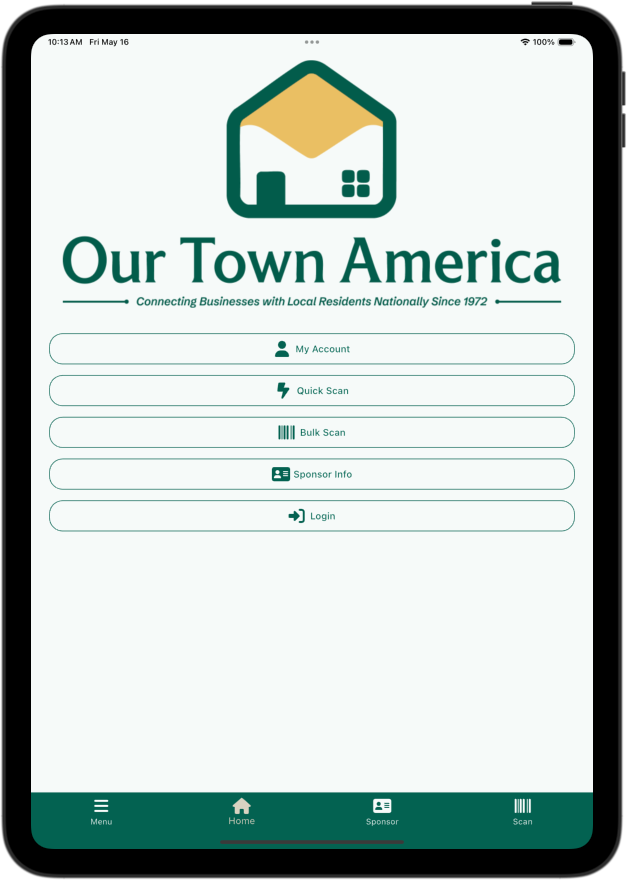 10:13 AM Fri May 16
100%
Our Town America
Connecting Businesses with Local Residents Nationally Since 1972
My Account
Quick Scan
Bulk Scan
Sponsor Info
Login
Menu
Home
Sponsor
Scan